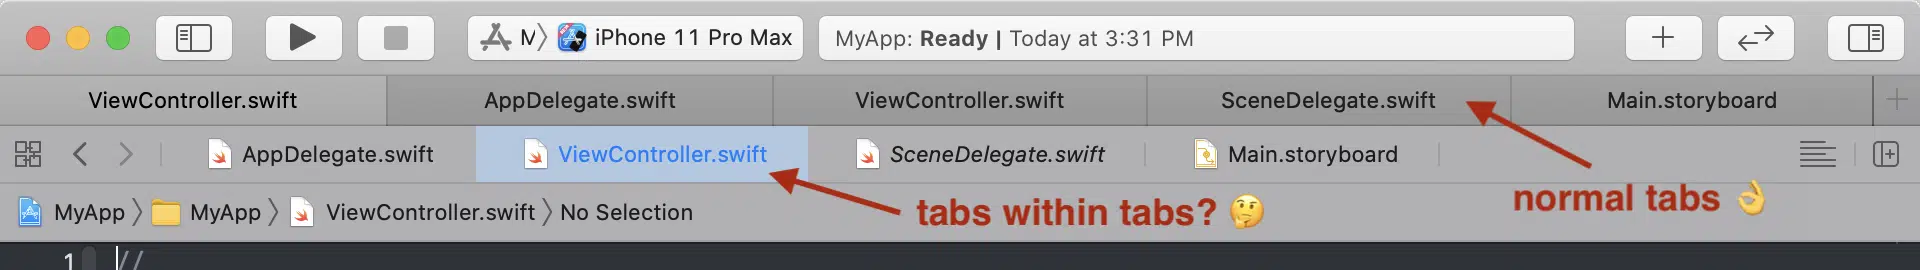 M iPhone 11 Pro Max MyApp: Ready | Today at 3:31 PM
ViewController.swift AppDelegate.swift ViewController.swift SceneDelegate.swift Main.storyboard
AppDelegate.swift ViewController.swift SceneDelegate.swift Main.storyboard
MyApp MyApp ViewController.swift No Selection
tabs within tabs? 🤔 normal tabs 👌
1 //